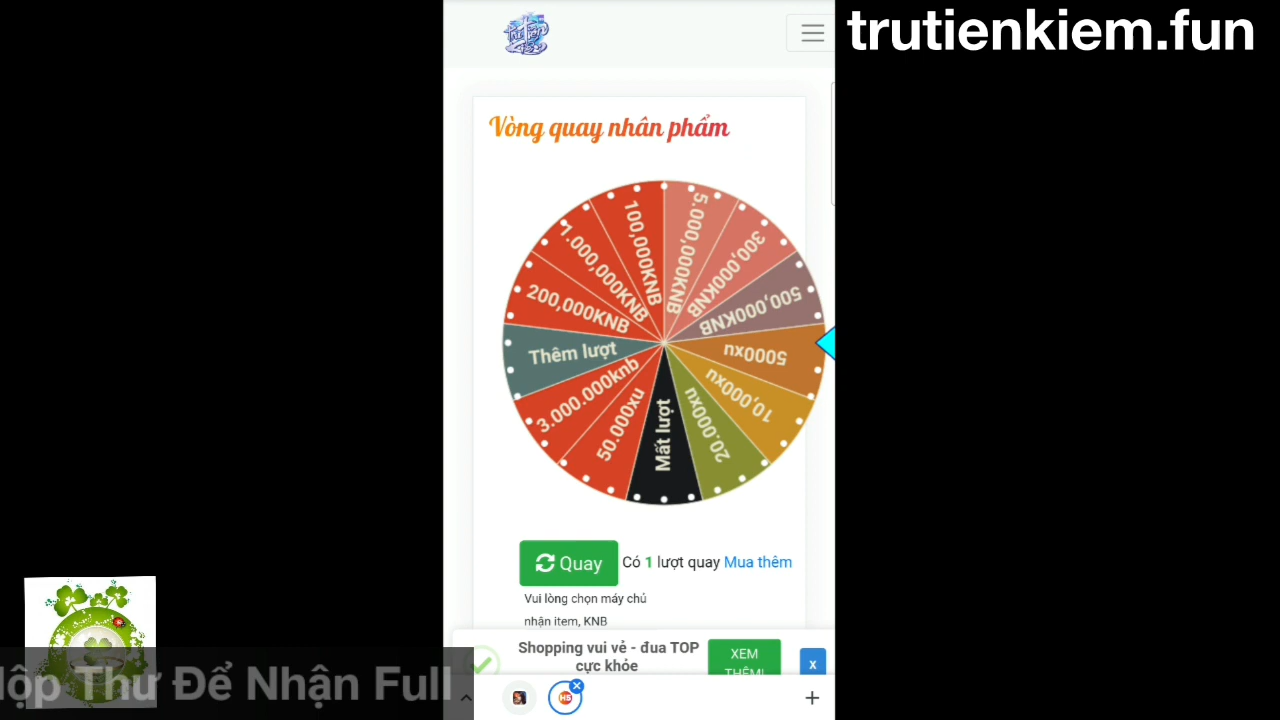 trutienkiem.fun
Vòng quay nhân phẩm
5.000,000KNB
300,000KNB
500,000KNB
5000xu
10,000xu
20.000xu
Mất lượt
50.000xu
3.000.000knb
Thêm lượt
200,000KNB
1.000,000KNB
100,000KNB
Quay Có 1 lượt quay Mua thêm
Vui lòng chọn máy chủ
nhận item, KNB
Shopping vui vẻ - đua TOP
cực khỏe
XEM
THÊM!
x
Hộp Thư Để Nhận Full
H5